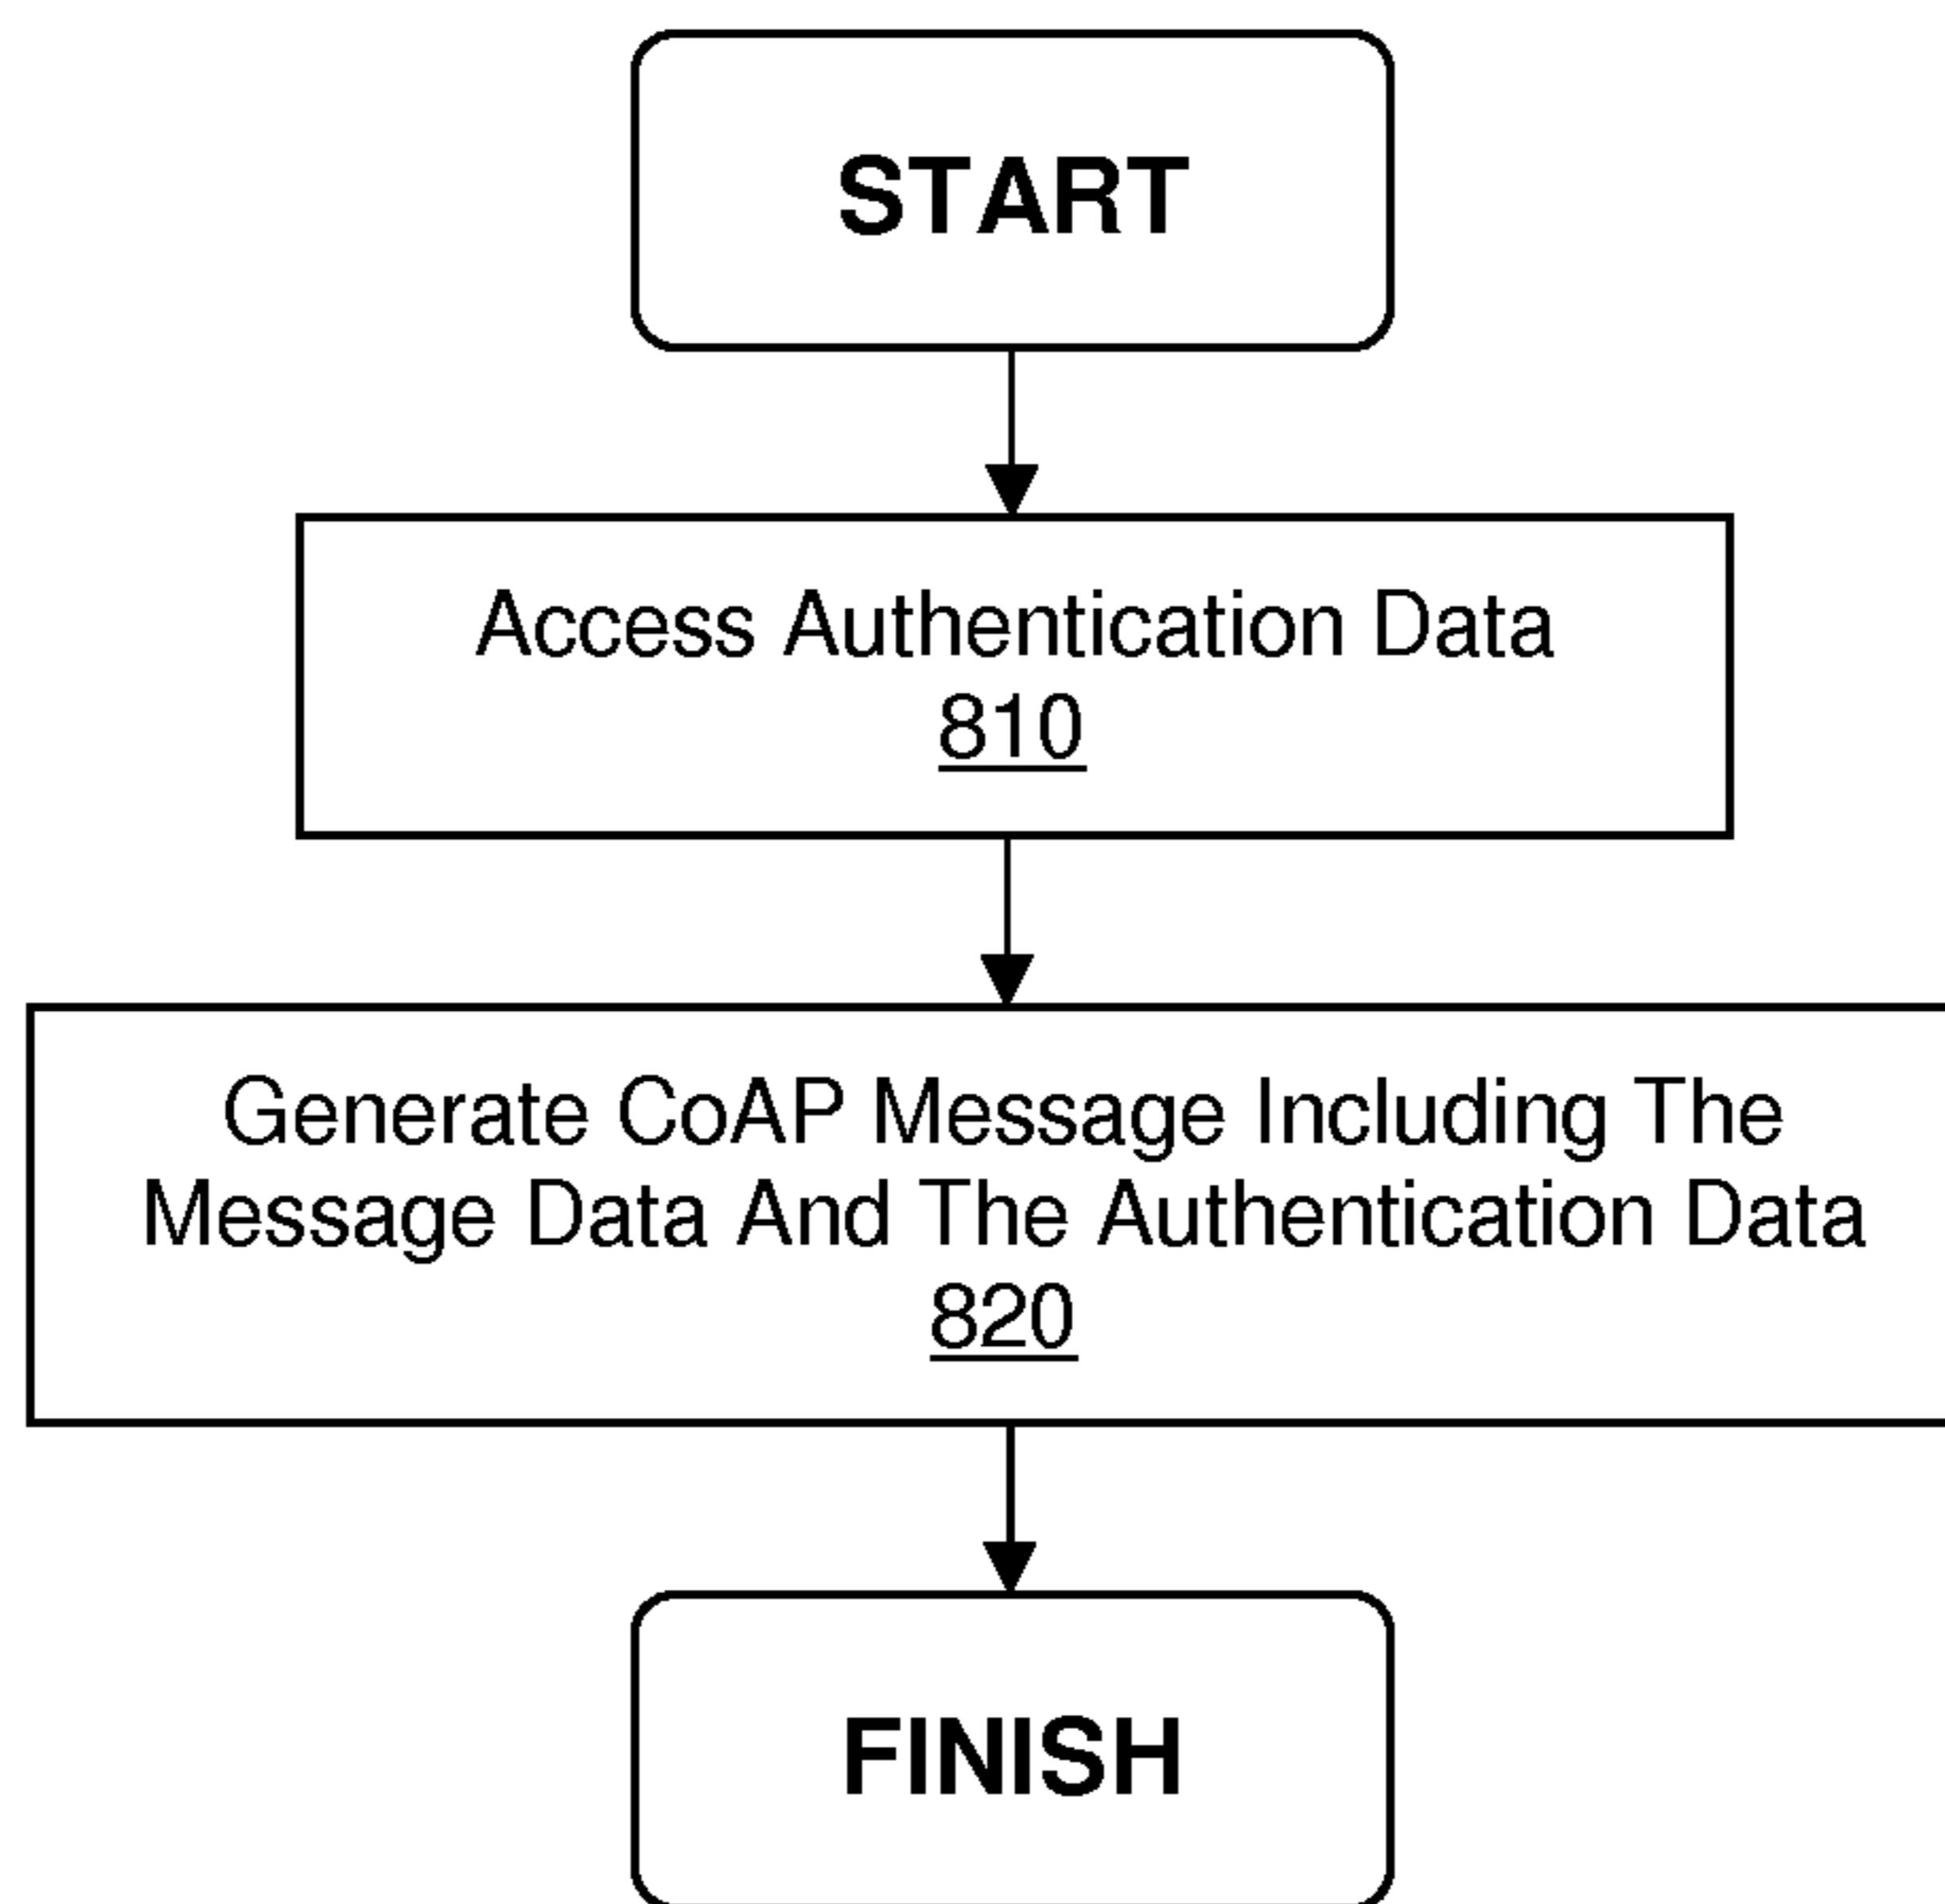 START
Access Authentication Data
810
Generate CoAP Message Including The
Message Data And The Authentication Data
820
FINISH